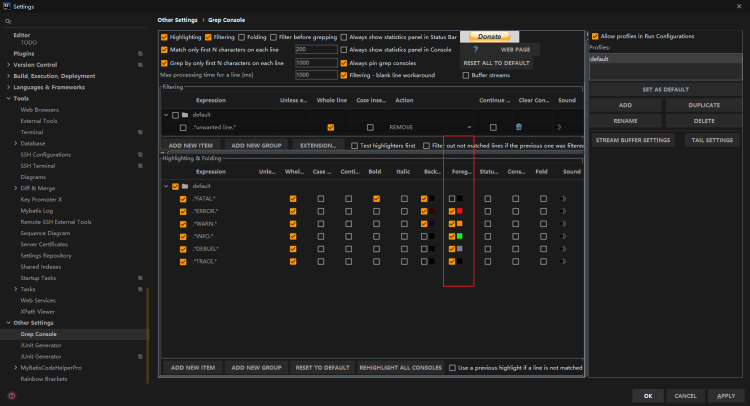 Settings
Editor
TODO
Plugins
Version Control
Build, Execution, Deployment
Languages & Frameworks
Tools
Web Browsers
External Tools
Terminal
Database
SSH Configurations
SSH Terminal
Diagrams
Diff & Merge
Key Promoter X
Mybatis Log
Remote SSH External Tools
Sequence Diagram
Server Certificates
Settings Repository
Shared Indexes
Startup Tasks
Tasks
Web Services
XPath Viewer
Other Settings
Grep Console
JUnit Generator
JUnit Generator
MyBatisCodeHelperPro
Rainbow Brackets
Other Settings › Grep Console
Highlighting Filtering Folding Filter before grepping Always show statistics panel in Status Bar Donate
Match only first N characters on each line 200 Always show statistics panel in Console ? WEB PAGE
Grep by only first N characters on each line 1000 Always pin grep consoles RESET ALL TO DEFAULT
Max processing time for a line [ms] 1000 Filtering - blank line workaround Buffer streams
Filtering
Expression Unless e... Whole line Case inse... Action Continue ... Clear Con... Sound
default
.*unwanted line.* REMOVE
ADD NEW ITEM ADD NEW GROUP EXTENSION... Test highlighters first Filter out not matched lines if the previous one was filtered
Highlighting & Folding
Expression Unle... Whol... Case ... Conti... Bold Italic Back... Foreg... Statu... Cons... Fold Sound
default
.*FATAL.*
.*ERROR.*
.*WARN.*
.*INFO.*
.*DEBUG.*
.*TRACE.*
ADD NEW ITEM ADD NEW GROUP RESET TO DEFAULT REHIGHLIGHT ALL CONSOLES Use a previous highlight if a line is not matched
Allow profiles in Run Configurations
Profiles:
default
SET AS DEFAULT
ADD DUPLICATE
RENAME DELETE
STREAM BUFFER SETTINGS TAIL SETTINGS
OK CANCEL APPLY